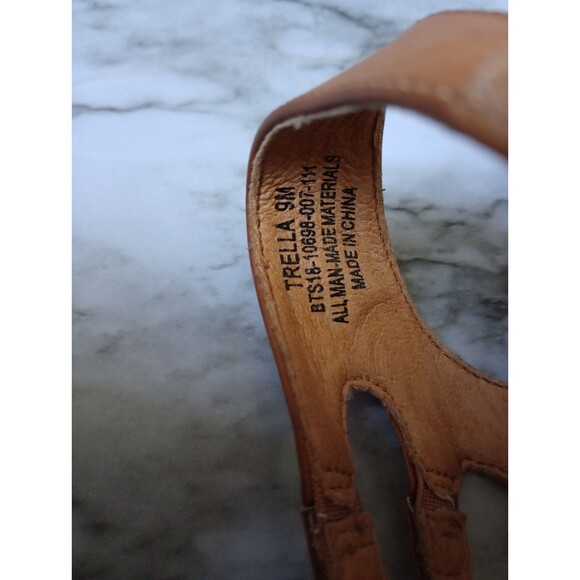 TRELLA 9M
BTS18-10698-007-111
ALL MAN-MADE MATERIALS
MADE IN CHINA